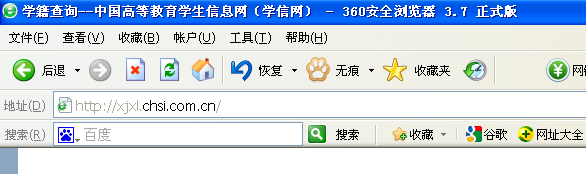 学籍查询--中国高等教育学生信息网（学信网） - 360安全浏览器 3.7 正式版
文件(F) 查看(V) 收藏(B) 帐户(U) 工具(T) 帮助(H)
后退 恢复 无痕 收藏夹
地址(D) http://xjxl.chsi.com.cn/
搜索(R) 百度 搜索 收藏 谷歌 网址大全